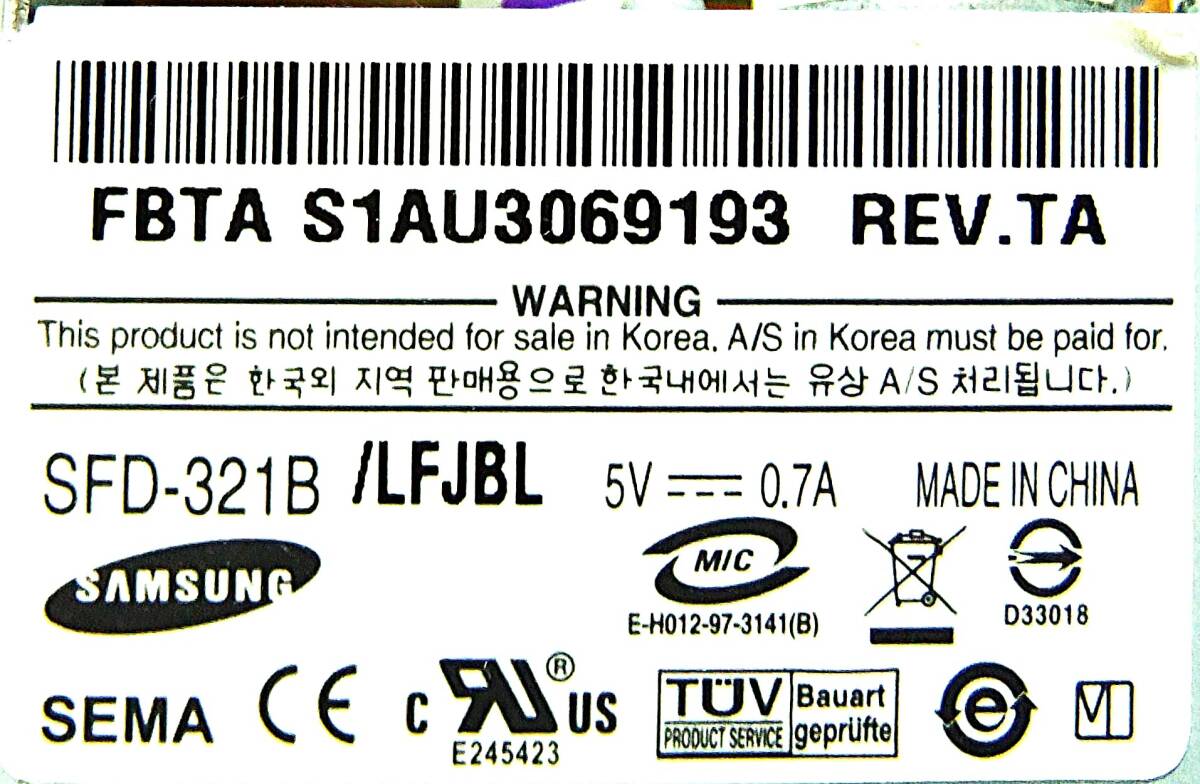 FBTA S1AU3069193 REV.TA
WARNING
This product is not intended for sale in Korea. A/S in Korea must be paid for.
(본 제품은 한국외 지역 판매용으로 한국내에서는 유상 A/S 처리됩니다.)
SFD-321B /LFJBL 5V 0.7A MADE IN CHINA
SAMSUNG
MIC
E-H012-97-3141(B)
D33018
SEMA CE
C RU® US
E245423
TÜV
PRODUCT SERVICE
Bauart
geprüfte
e